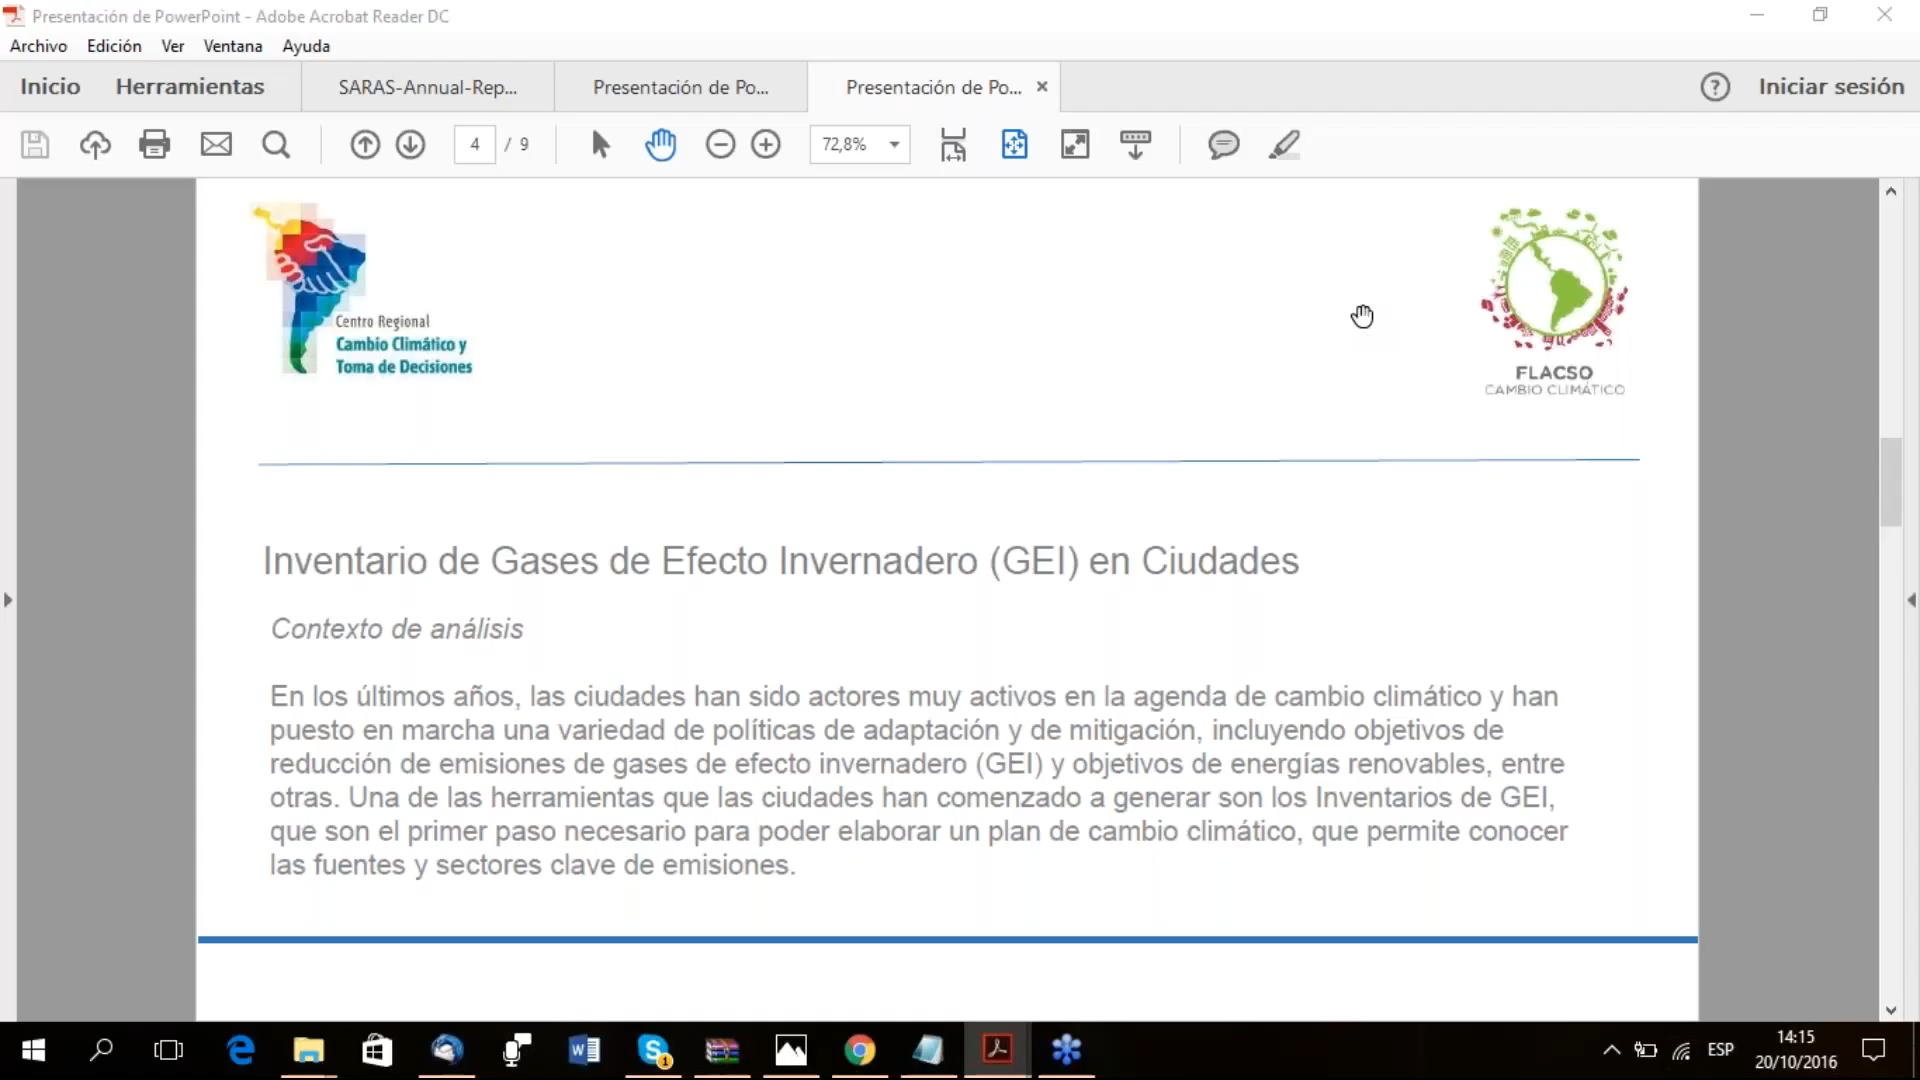 Presentación de PowerPoint - Adobe Acrobat Reader DC
Archivo Edición Ver Ventana Ayuda
Inicio Herramientas SARAS-Annual-Rep... Presentación de Po... Presentación de Po... × ? Iniciar sesión
4 / 9 72,8%
Centro Regional
Cambio Climático y
Toma de Decisiones
FLACSO
CAMBIO CLIMÁTICO
Inventario de Gases de Efecto Invernadero (GEI) en Ciudades
Contexto de análisis
En los últimos años, las ciudades han sido actores muy activos en la agenda de cambio climático y han
puesto en marcha una variedad de políticas de adaptación y de mitigación, incluyendo objetivos de
reducción de emisiones de gases de efecto invernadero (GEI) y objetivos de energías renovables, entre
otras. Una de las herramientas que las ciudades han comenzado a generar son los Inventarios de GEI,
que son el primer paso necesario para poder elaborar un plan de cambio climático, que permite conocer
las fuentes y sectores clave de emisiones.
1
ESP
14:15
20/10/2016